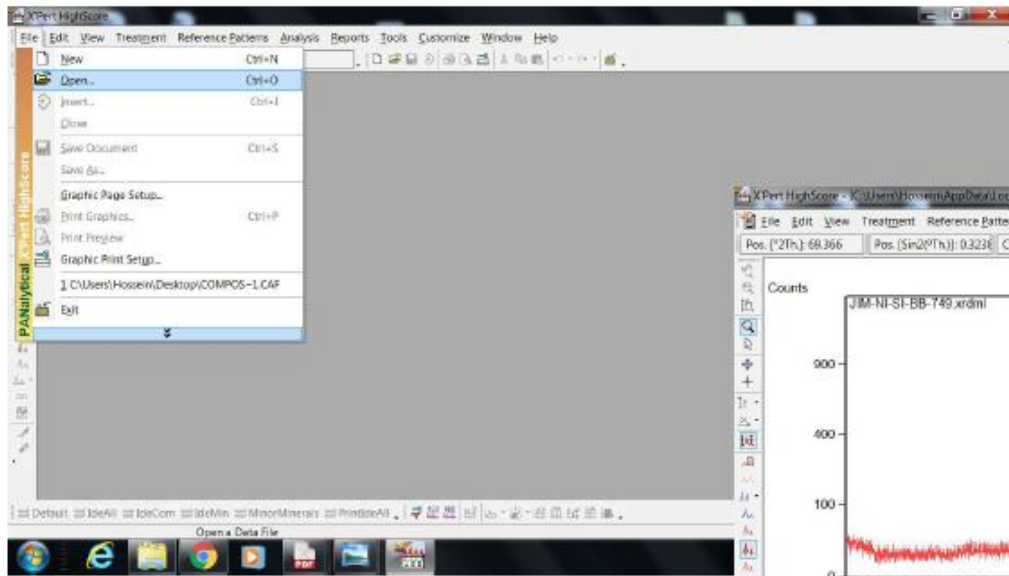 X'Pert HighScore
File Edit View Treatment Reference Patterns Analysis Reports Tools Customize Window Help
New Ctrl+N
Open... Ctrl+O
Insert... Ctrl+I
Close
Save Document Ctrl+S
Save As...
Graphic Page Setup...
Print Graphics... Ctrl+P
Print Preview
Graphic Print Setup...
1 C:\Users\Hossein\Desktop\COMPOS~1.CAF
Exit
PANalytical X'Pert HighScore
Default IdeAll IdeCom IdeMin MinorMinerals PrintIdeAll
Open a Data File
PDF
X'Pert HighScore - [C:\Users\Hossein\AppData\Loc
File Edit View Treatment Reference Patte
Pos. [°2Th.]: 69.366 Pos. [Sin2(°Th.)]: 0.3238 C
Counts
JIM-NI-SI-BB-749.xrdml
900
400
100
0